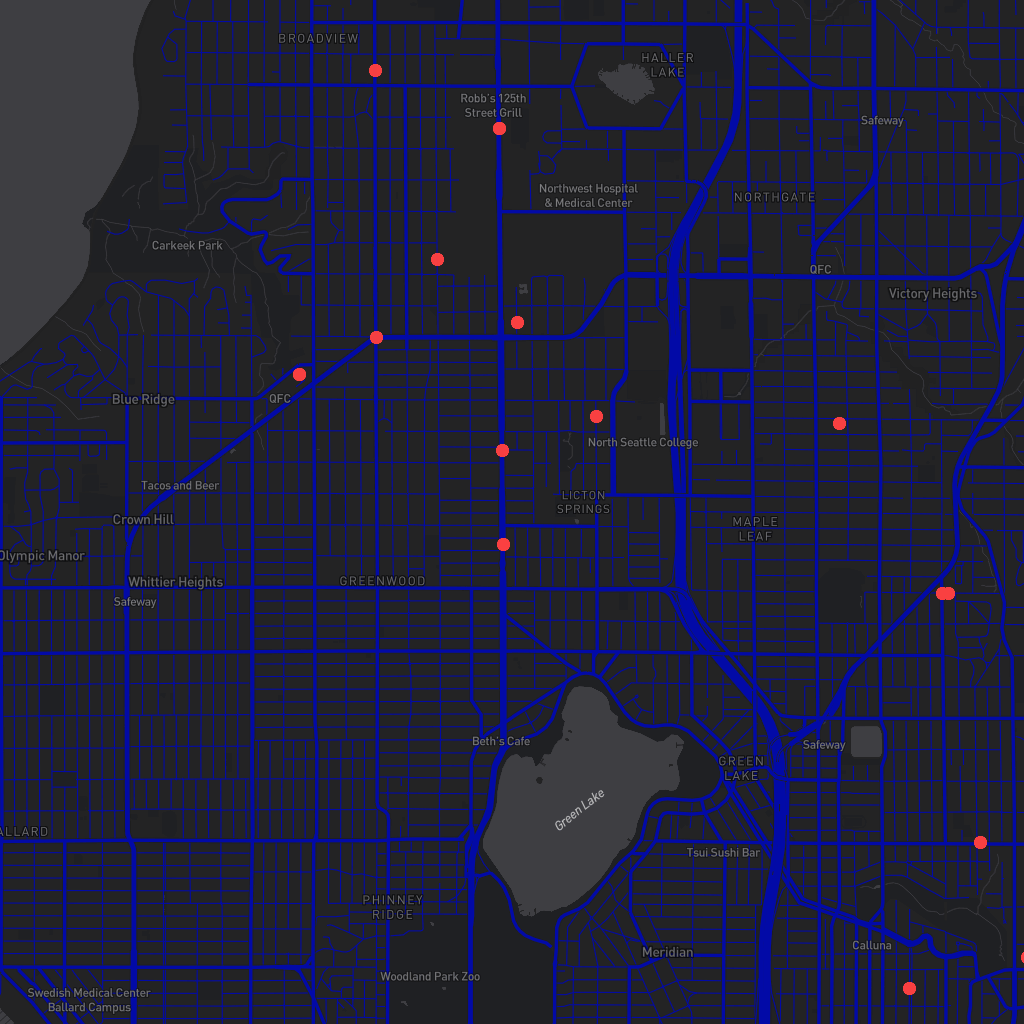 BROADVIEW
HALLER
LAKE
Robb's 125th
Street Grill
Safeway
Northwest Hospital
& Medical Center
NORTHGATE
Carkeek Park
QFC
Victory Heights
Blue Ridge
QFC
North Seattle College
Tacos and Beer
LICTON
SPRINGS
Crown Hill
MAPLE
LEAF
Olympic Manor
Whittier Heights
GREENWOOD
Safeway
Beth's Cafe
Safeway
GREEN
LAKE
Green Lake
ALLARD
Tsui Sushi Bar
PHINNEY
RIDGE
Calluna
Meridian
Woodland Park Zoo
Swedish Medical Center
Ballard Campus